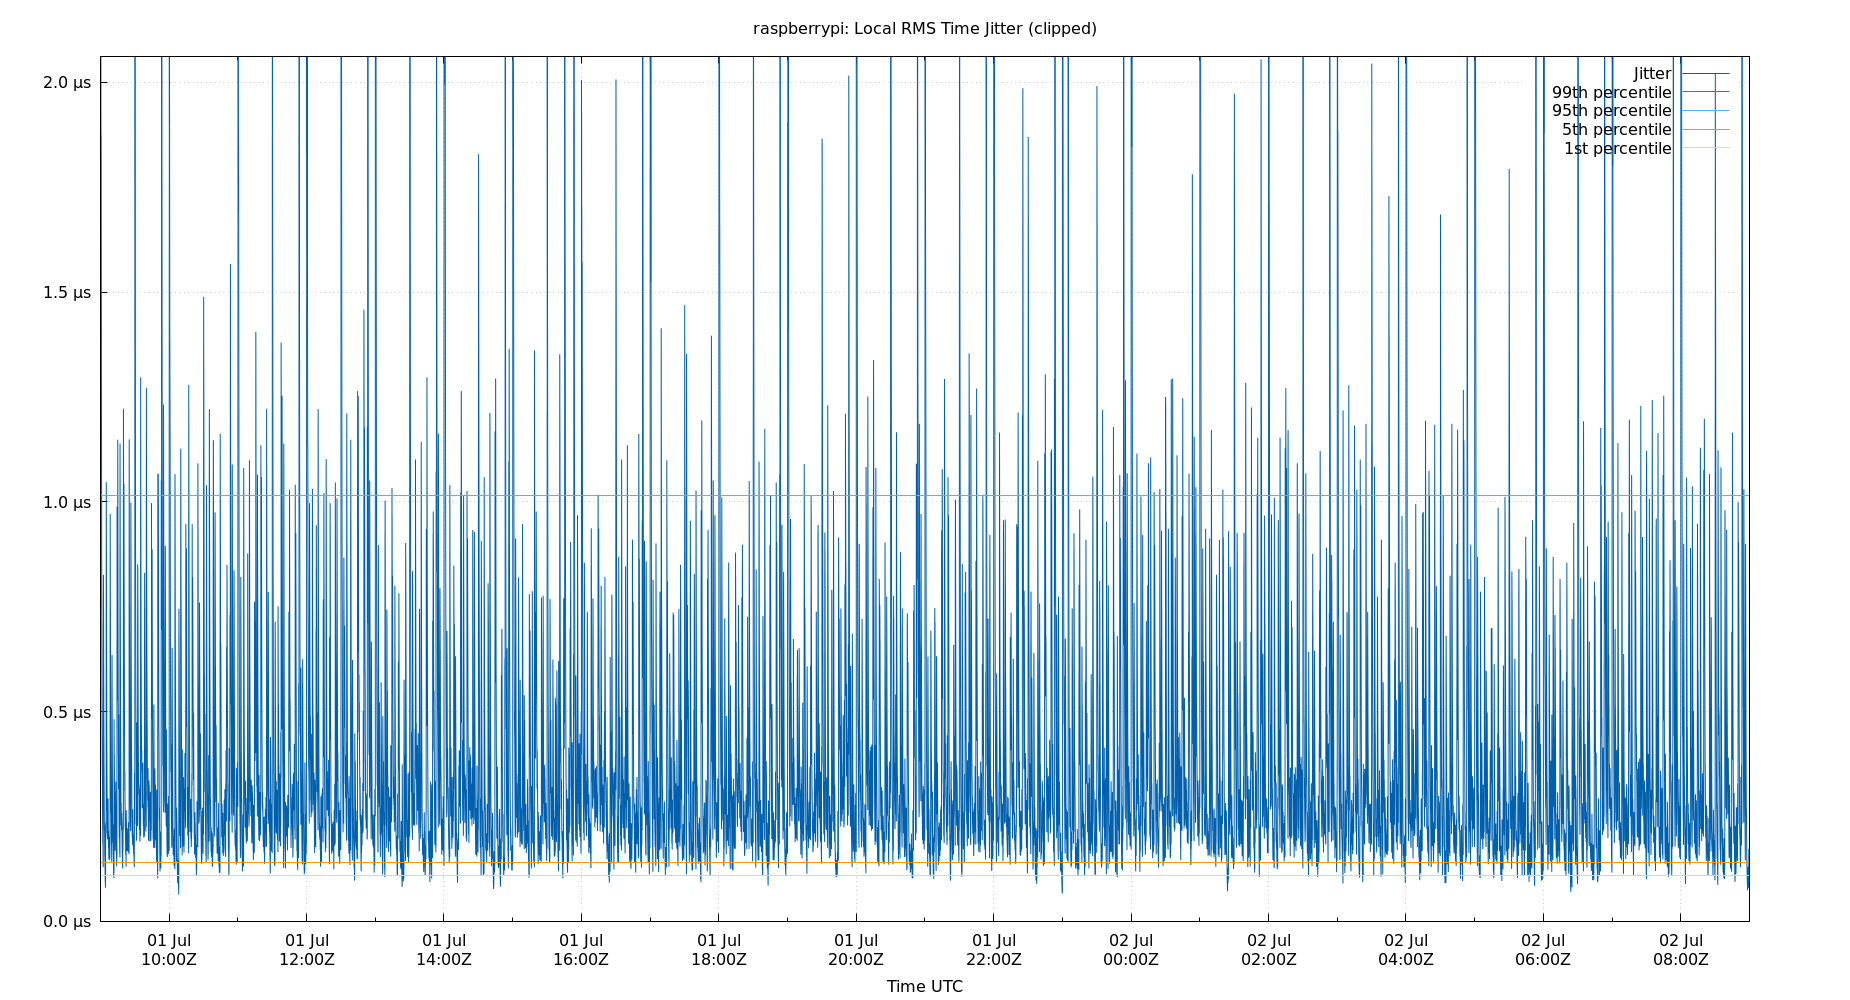 raspberrypi: Local RMS Time Jitter (clipped)
2.0 µs
1.5 µs
1.0 µs
0.5 µs
0.0 µs
Jitter
99th percentile
95th percentile
5th percentile
1st percentile
01 Jul 01 Jul 01 Jul 01 Jul 01 Jul 01 Jul 01 Jul 02 Jul 02 Jul 02 Jul 02 Jul 02 Jul
10:00Z 12:00Z 14:00Z 16:00Z 18:00Z 20:00Z 22:00Z 00:00Z 02:00Z 04:00Z 06:00Z 08:00Z
Time UTC